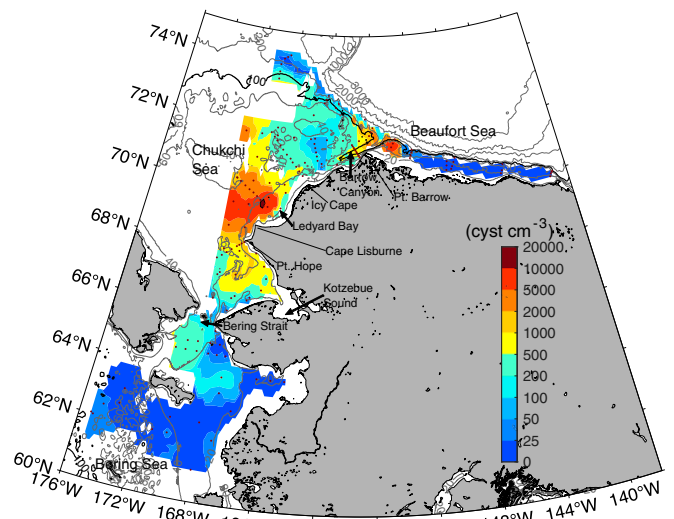 74°N
72°N
70°N
68°N
66°N
64°N
62°N
60°N
100
Beaufort Sea
Chukchi
Sea
Barrow
Canyon
Pt. Barrow
Icy Cape
Ledyard Bay
Cape Lisburne
Pt. Hope
Kotzebue
Sound
Bering Strait
Bering Sea
(cyst cm⁻³)
20000
10000
5000
2000
1000
500
200
100
50
25
0
176°W
172°W
168°W
144°W
140°W